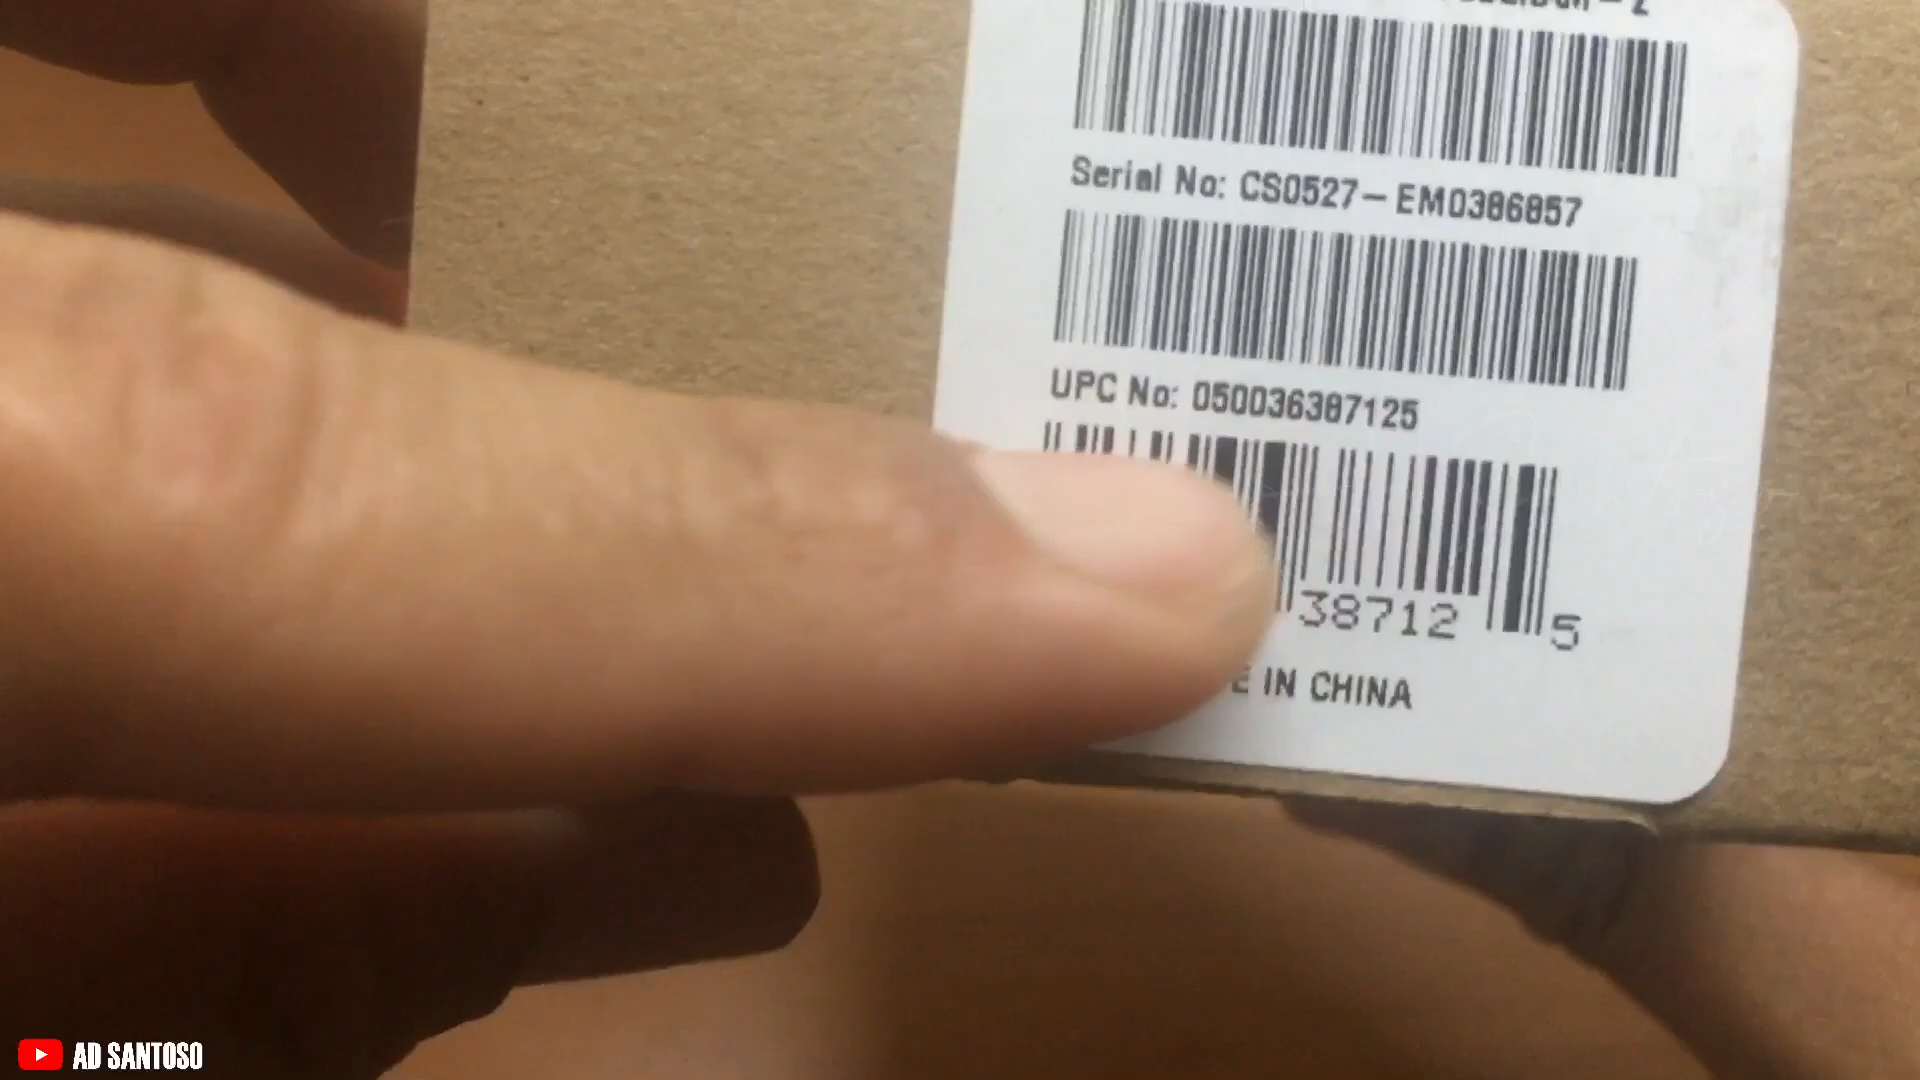 Serial No: CS0527-EM0386857
UPC No: 050036387125
38712 5
E IN CHINA
AD SANTOSO